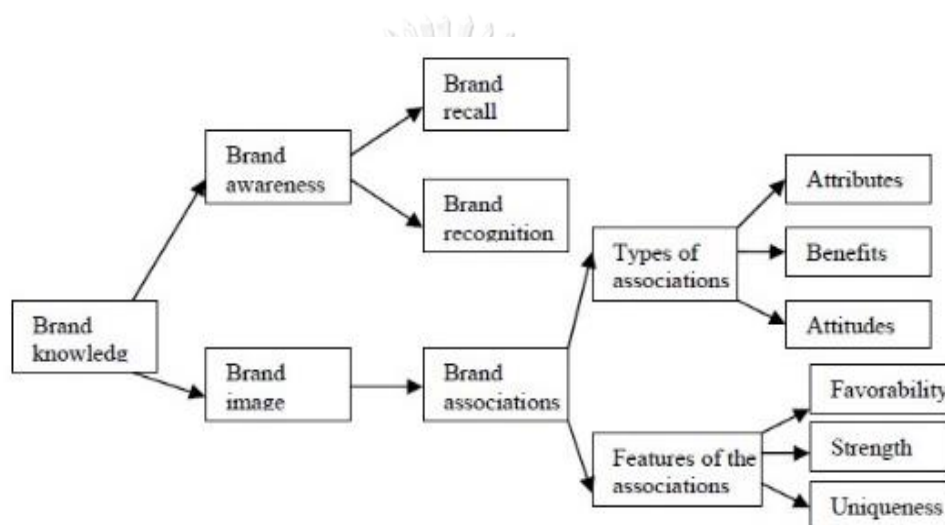 Brand
recall
Brand
awareness
Brand
recognition
Attributes
Types of
associations
Benefits
Attitudes
Brand
knowledg
Brand
image
Brand
associations
Favorability
Features of the
associations
Strength
Uniqueness